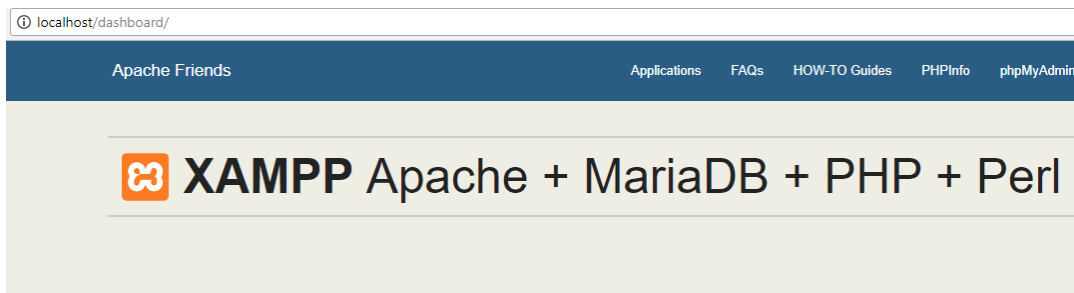 localhost/dashboard/
Apache Friends Applications FAQs HOW-TO Guides PHPInfo phpMyAdmin
XAMPP Apache + MariaDB + PHP + Perl